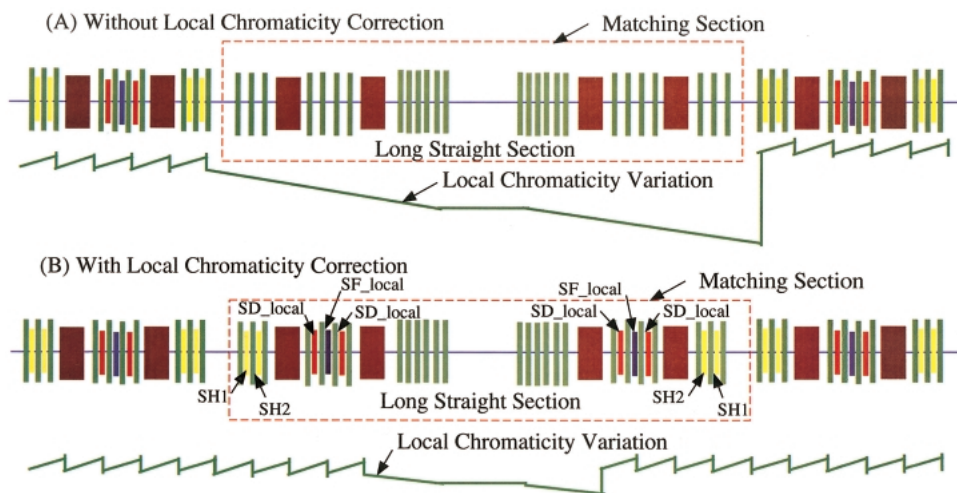 (A) Without Local Chromaticity Correction
Matching Section
Long Straight Section
Local Chromaticity Variation
(B) With Local Chromaticity Correction
Matching Section
SF_local
SF_local
SD_local
SD_local
SD_local
SD_local
SH1
SH2
Long Straight Section
SH2
SH1
Local Chromaticity Variation